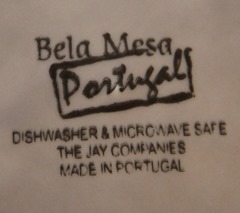 Bela Mesa
Portugal
DISHWASHER & MICROWAVE SAFE
THE JAY COMPANIES
MADE IN PORTUGAL